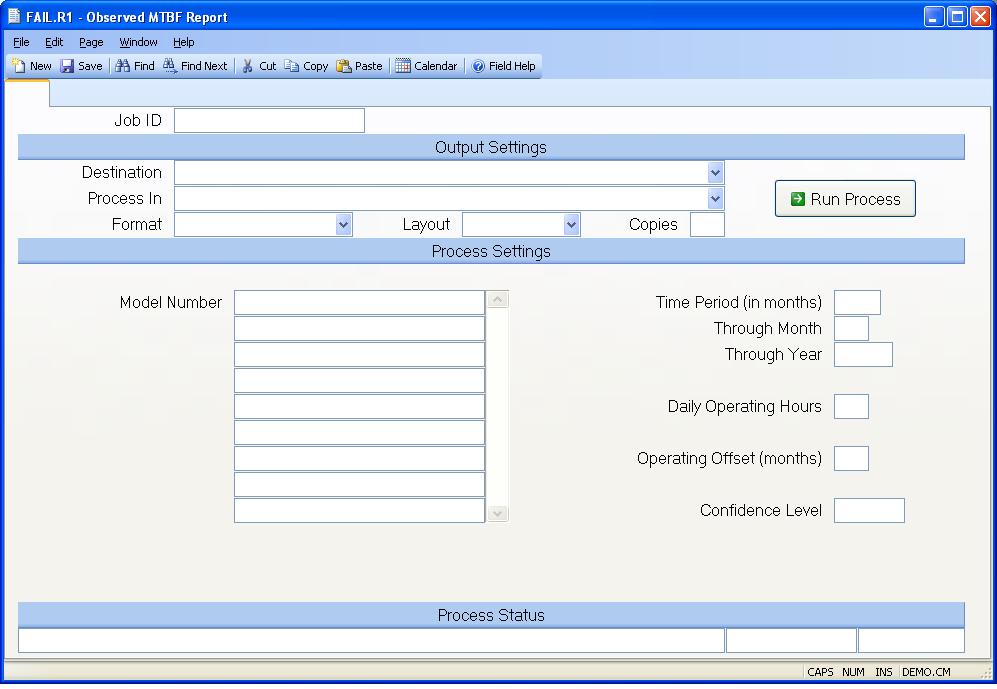 FAIL.R1 - Observed MTBF Report
File Edit Page Window Help
New Save Find Find Next Cut Copy Paste Calendar Field Help
Job ID
Output Settings
Destination
Process In
Run Process
Format Layout Copies
Process Settings
Model Number Time Period (in months)
Through Month
Through Year
Daily Operating Hours
Operating Offset (months)
Confidence Level
Process Status
CAPS NUM INS DEMO.CM